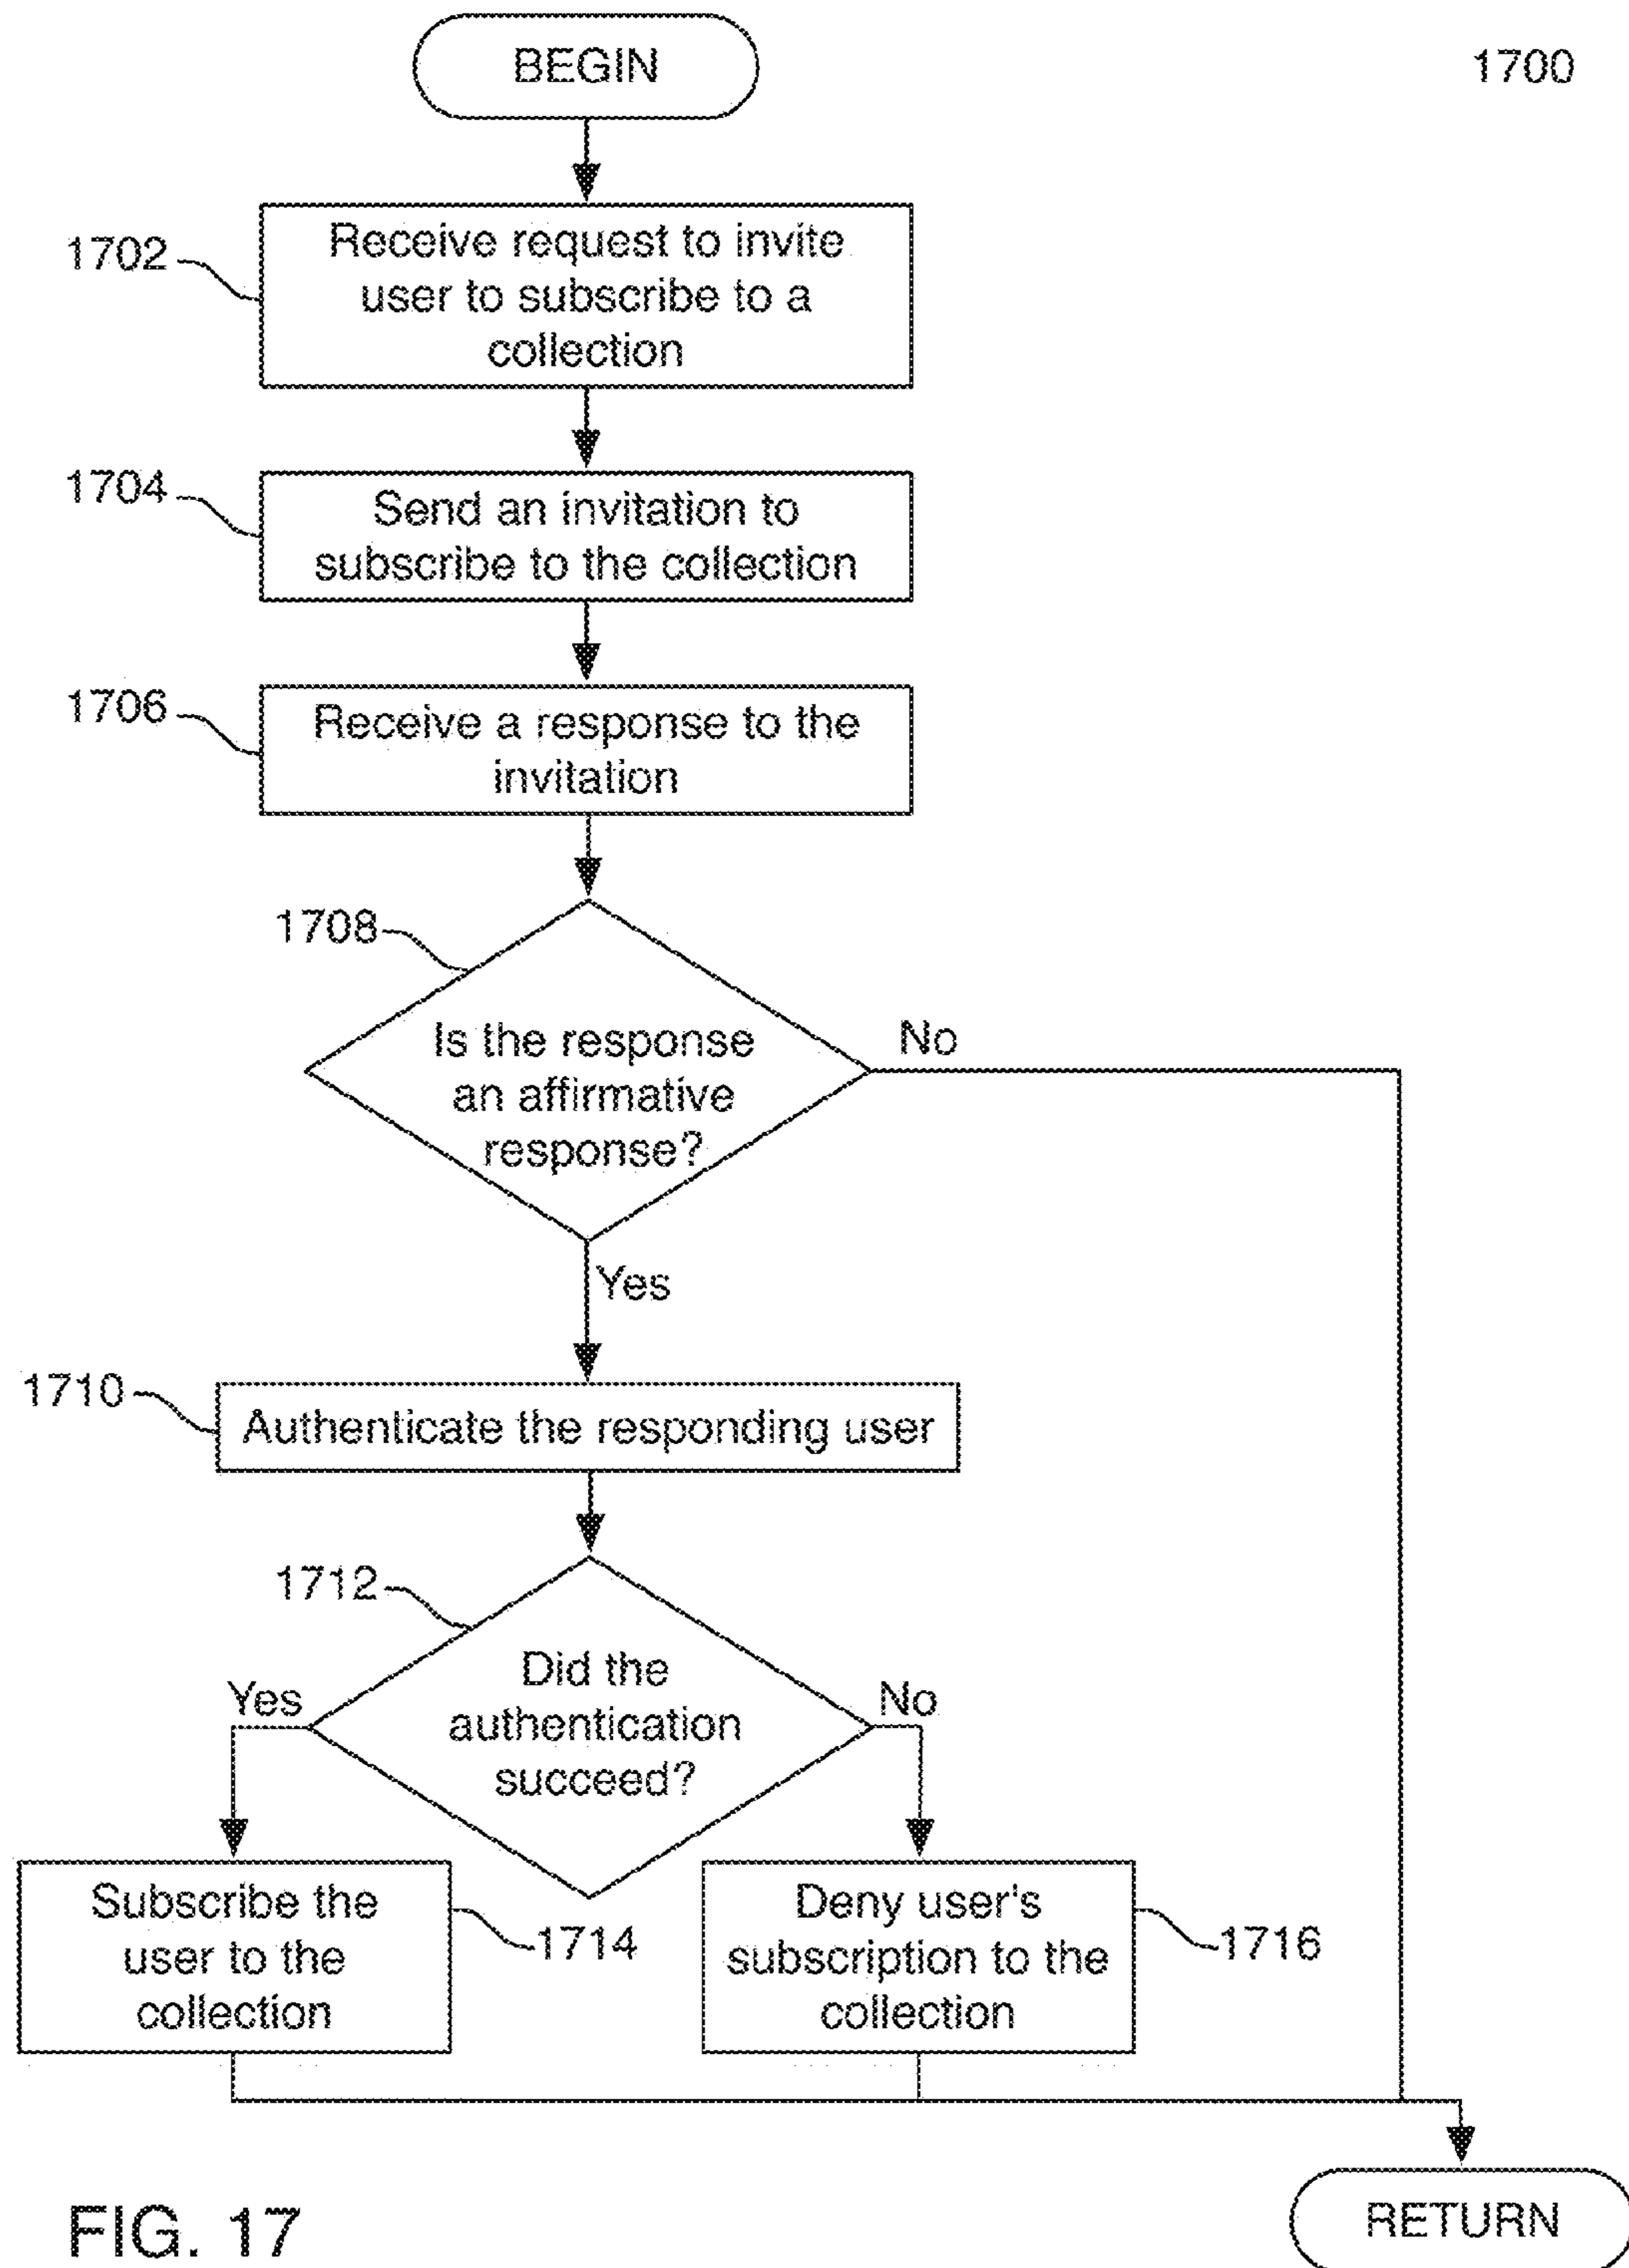 BEGIN
1700
1702
Receive request to invite
user to subscribe to a
collection
1704
Send an invitation to
subscribe to the collection
1706
Receive a response to the
invitation
1708
Is the response
an affirmative
response?
No
Yes
1710
Authenticate the responding user
1712
Did the
authentication
succeed?
Yes
No
Subscribe the
user to the
collection
1714
Deny user's
subscription to the
collection
1716
RETURN
FIG. 17